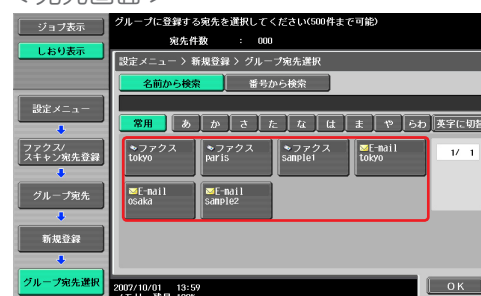 ＜宛先画面＞
ジョブ表示
しおり表示
設定メニュー
ファクス/
スキャン宛先登録
グループ宛先
新規登録
グループ宛先選択
グループに登録する宛先を選択してください(500件まで可能)
宛先件数 : 000
設定メニュー > 新規登録 > グループ宛先選択
名前から検索 番号から検索
常用 あ か さ た な は ま や らわ 英字に切替
ファクス
tokyo
ファクス
paris
ファクス
sample1
E-mail
tokyo
1/ 1
E-mail
osaka
E-mail
sample2
2007/10/01 13:59
OK